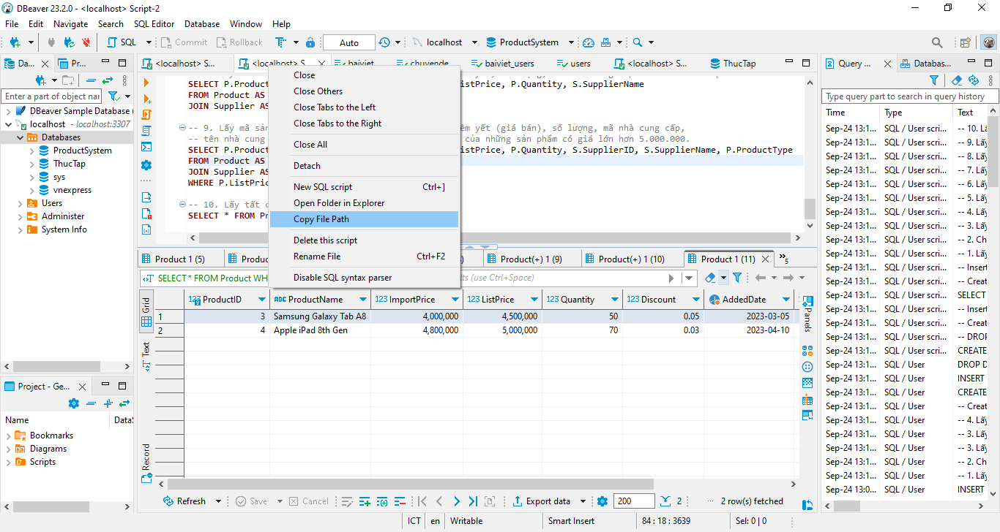 DBeaver 23.2.0 - <localhost> Script-2
File Edit Navigate Search SQL Editor Database Window Help
SQL Commit Rollback Auto localhost ProductSystem
Da... Pr...
Enter a part of object nar
DBeaver Sample Database (
localhost - localhost:3307
Databases
ProductSystem
ThucTap
sys
vnexpress
Users
Administer
System Info
Project - Ge...
Name DataS
Bookmarks
Diagrams
Scripts
<localhost> S... <localhost> S... baiviet chuyende baiviet_users users <localhost> S... ThucTap
SELECT P.Product istPrice, P.Quantity, S.SupplierName
FROM Product AS
JOIN Supplier AS
-- 9. Lấy mã sản êm yết (giá bán), số lượng, mã nhà cung cấp,
-- tên nhà cung của những sản phẩm có giá lớn hơn 5.000.000.
SELECT P.Product istPrice, P.Quantity, S.SupplierID, S.SupplierName, P.ProductType
FROM Product AS
JOIN Supplier AS
WHERE P.ListPric
-- 10. Lấy tất c
SELECT * FROM Pr
Close
Close Others
Close Tabs to the Left
Close Tabs to the Right
Close All
Detach
New SQL script Ctrl+]
Open Folder in Explorer
Copy File Path
Delete this script
Rename File Ctrl+F2
Disable SQL syntax parser
Product 1 (5) Produ Product(+) 1 (9) Product(+) 1 (10) Product 1 (11) »5
SELECT * FROM Product WH ts (use Ctrl+Space)
Grid
Text
Record
123 ProductID ABC ProductName 123 ImportPrice 123 ListPrice 123 Quantity 123 Discount AddedDate
1 3 Samsung Galaxy Tab A8 4,000,000 4,500,000 50 0.05 2023-03-05
2 4 Apple iPad 8th Gen 4,800,000 5,000,000 70 0.03 2023-04-10
Panels
Refresh Save Cancel Export data 200 2 ... 2 row(s) fetched
ICT en Writable Smart Insert 84 : 18 : 3639 Sel: 0 | 0
Query ... Databas...
Type query part to search in query history
Time Type Text
Sep-24 13:1... SQL / User scri... -- 10. Lấ
Sep-24 13:1... SQL / User scri... -- 9. Lấy
Sep-24 13:1... SQL / User scri... -- 8. Lấy
Sep-24 13:1... SQL / User scri... -- 7. Lấy
Sep-24 13:1... SQL / User scri... -- 6. Lấy
Sep-24 13:1... SQL / User scri... -- 5. Lấy
Sep-24 13:1... SQL / User scri... -- 4. Lấy
Sep-24 13:1... SQL / User scri... -- 3. Lấy
Sep-24 13:1... SQL / User scri... -- 2. Ch
Sep-24 13:1... SQL / User scri... -- 1. Lấy
Sep-24 13:1... SQL / User scri... -- Insert
Sep-24 13:1... SQL / User scri... -- Creat
Sep-24 13:1... SQL / User scri... SELECT
Sep-24 13:1... SQL / User scri... -- Insert
Sep-24 13:1... SQL / User scri... -- Creat
Sep-24 13:1... SQL / User scri... -- DROP
Sep-24 13:1... SQL / User scri... CREATE
Sep-24 13:1... SQL / User DROP D
Sep-24 13:1... SQL / User INSERT
Sep-24 13:1... SQL / User CREATE
Sep-24 13:1... SQL / User -- Creat
Sep-24 13:1... SQL / User -- 4. Lấy
Sep-24 13:1... SQL / User -- 3. Lấy
Sep-24 13:1... SQL / User -- 3. Lấy
Sep-24 13:1... SQL / User -- 2. Ch
Sep-24 13:1... SQL / User -- 1. Lấy
Sep-24 13:0... SQL / User INSERT